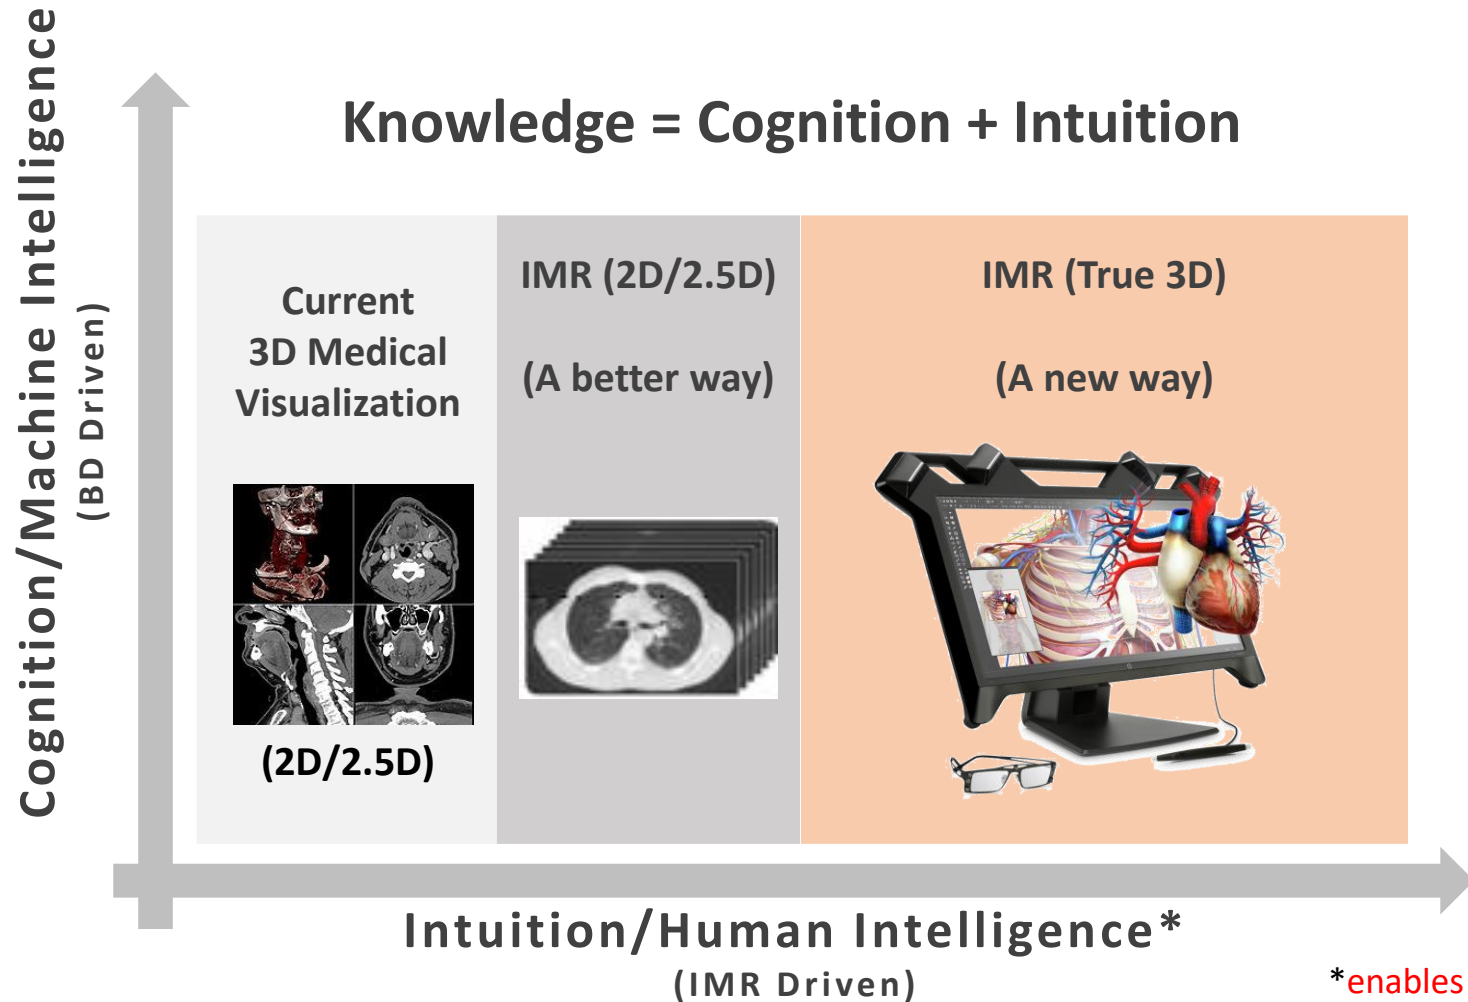 Knowledge = Cognition + Intuition
Cognition/Machine Intelligence
(BD Driven)
Current
3D Medical
Visualization
(2D/2.5D)
IMR (2D/2.5D)
(A better way)
IMR (True 3D)
(A new way)
Intuition/Human Intelligence*
(IMR Driven)
*enables